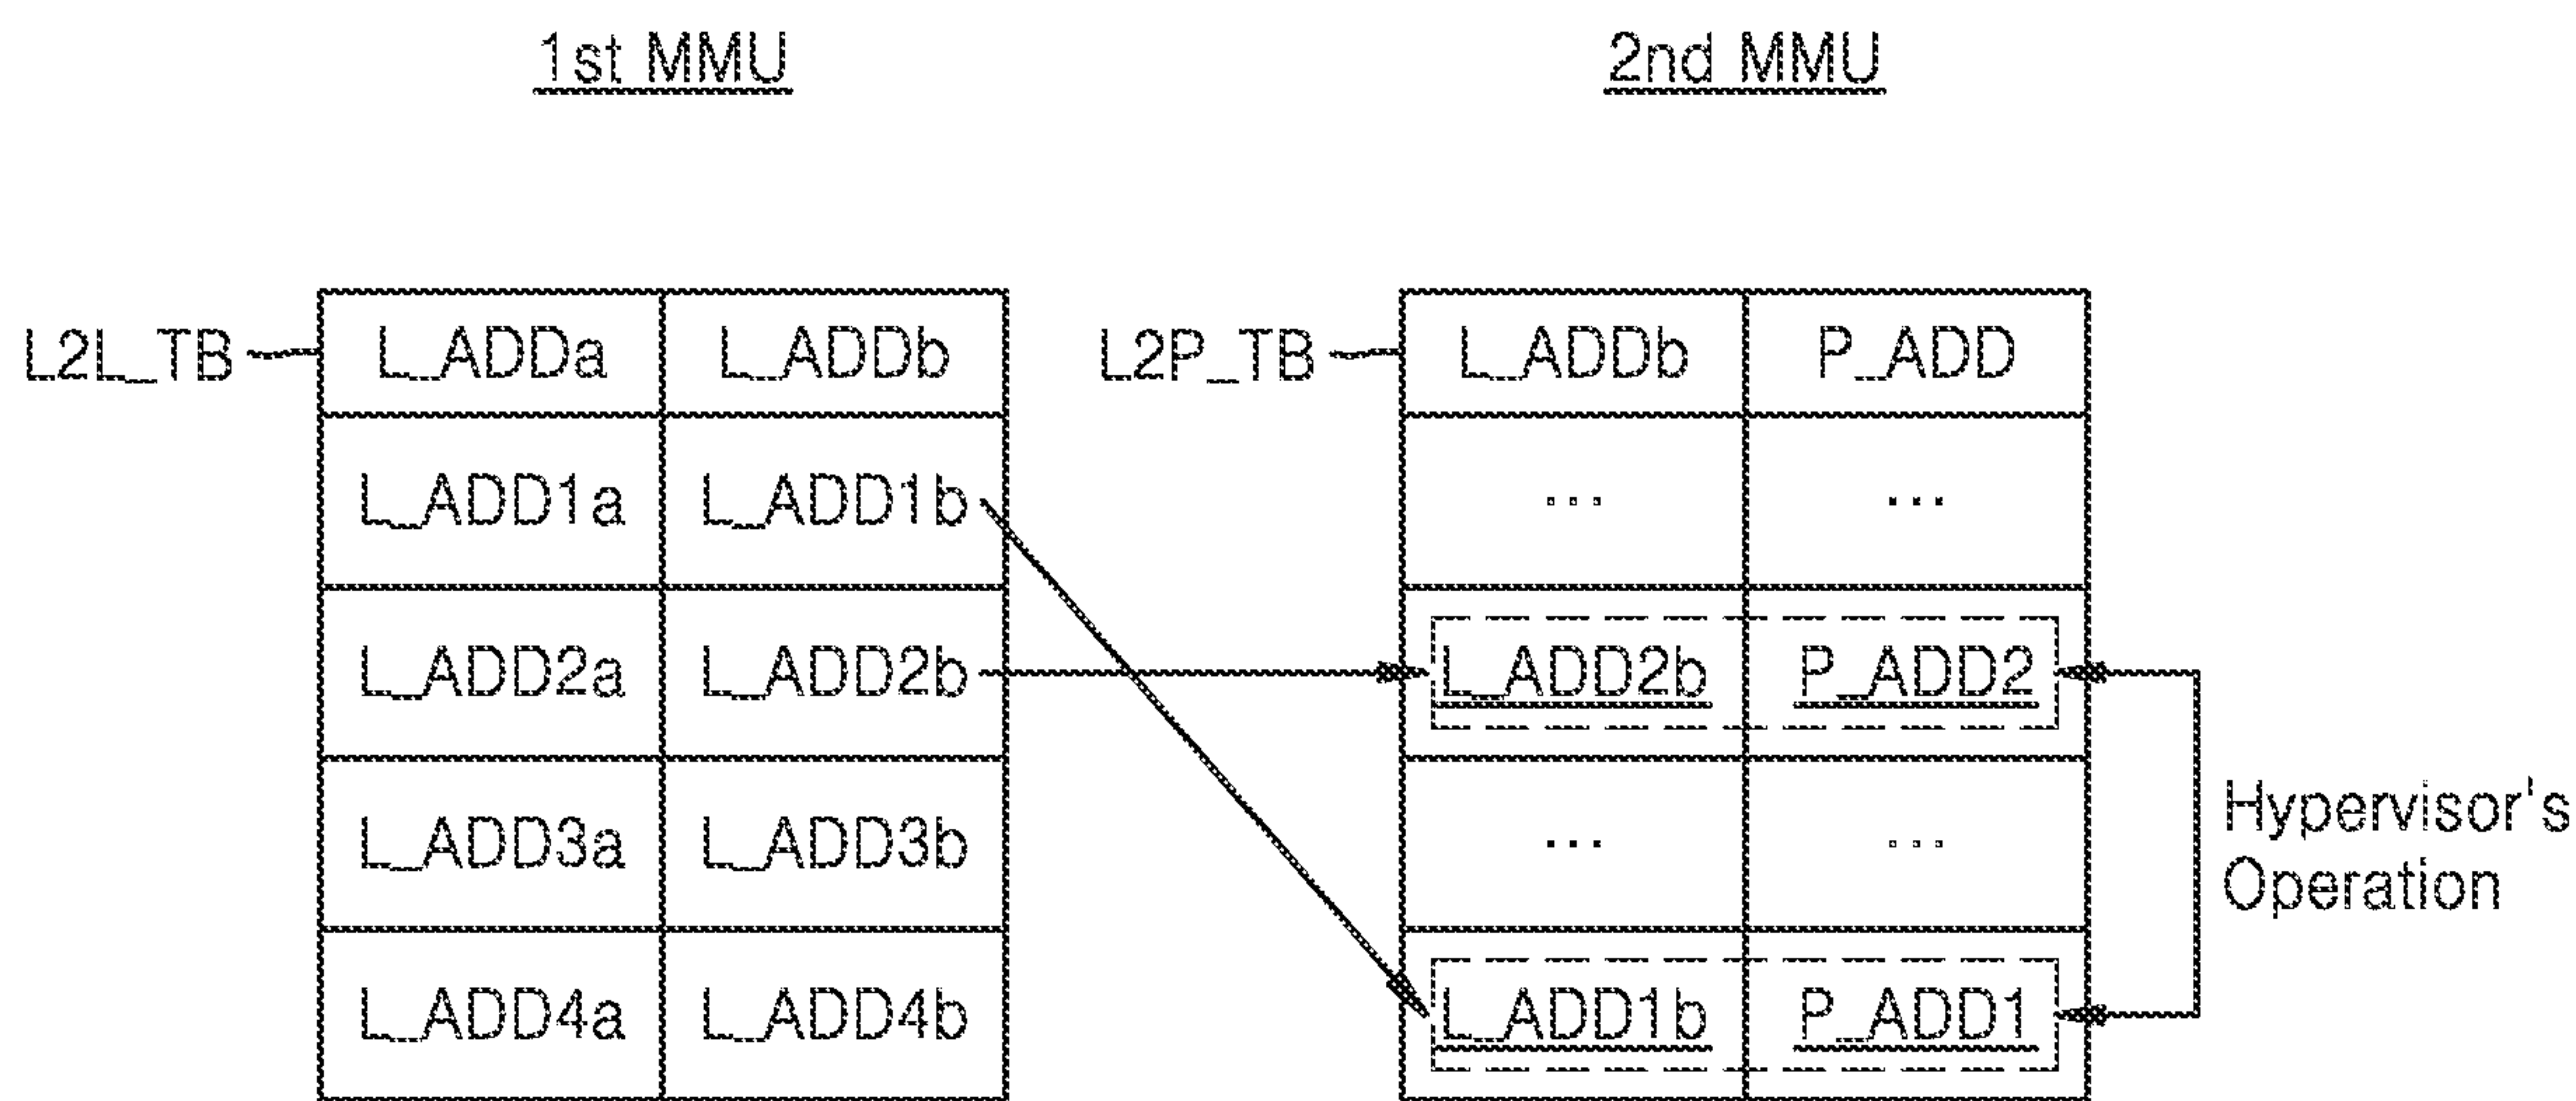 1st MMU
2nd MMU
L2L_TB
L_ADDa L_ADDb
L_ADD1a L_ADD1b
L_ADD2a L_ADD2b
L_ADD3a L_ADD3b
L_ADD4a L_ADD4b
L2P_TB
L_ADDb P_ADD
... ...
L_ADD2b P_ADD2
... ...
L_ADD1b P_ADD1
Hypervisor's
Operation